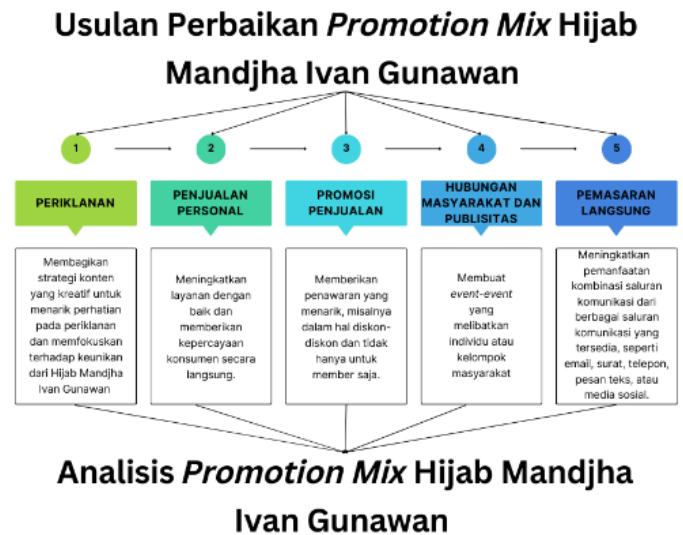 Usulan Perbaikan Promotion Mix Hijab
Mandjha Ivan Gunawan
1
2
3
4
5
PERIKLANAN
PENJUALAN
PERSONAL
PROMOSI
PENJUALAN
HUBUNGAN
MASYARAKAT DAN
PUBLISITAS
PEMASARAN
LANGSUNG
Membagikan
strategi konten
yang kreatif untuk
menarik perhatian
pada periklanan
dan memfokuskan
terhadap keunikan
dari Hijab Mandjha
Ivan Gunawan
Meningkatkan
layanan dengan
baik dan
memberikan
kepercayaan
konsumen secara
langsung.
Memberikan
penawaran yang
menarik, misalnya
dalam hal diskon-
diskon dan tidak
hanya untuk
member saja.
Membuat
event-event
yang
melibatkan
individu atau
kelompok
masyarakat
Meningkatkan
pemanfaatan
kombinasi saluran
komunikasi dari
berbagai saluran
komunikasi yang
tersedia, seperti
email, surat, telepon,
pesan teks, atau
media sosial.
Analisis Promotion Mix Hijab Mandjha
Ivan Gunawan